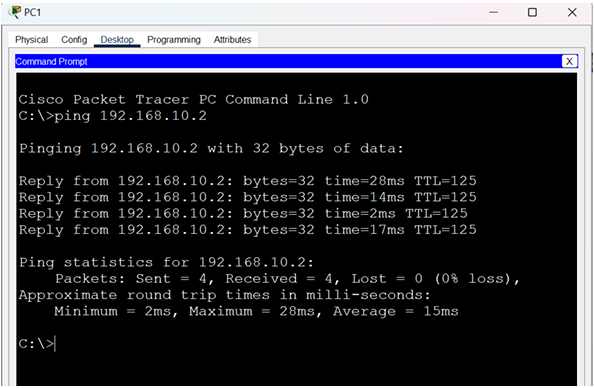 PC1
Physical Config Desktop Programming Attributes
Command Prompt X
Cisco Packet Tracer PC Command Line 1.0
C:\>ping 192.168.10.2
Pinging 192.168.10.2 with 32 bytes of data:
Reply from 192.168.10.2: bytes=32 time=28ms TTL=125
Reply from 192.168.10.2: bytes=32 time=14ms TTL=125
Reply from 192.168.10.2: bytes=32 time=2ms TTL=125
Reply from 192.168.10.2: bytes=32 time=17ms TTL=125
Ping statistics for 192.168.10.2:
Packets: Sent = 4, Received = 4, Lost = 0 (0% loss),
Approximate round trip times in milli-seconds:
Minimum = 2ms, Maximum = 28ms, Average = 15ms
C:\>